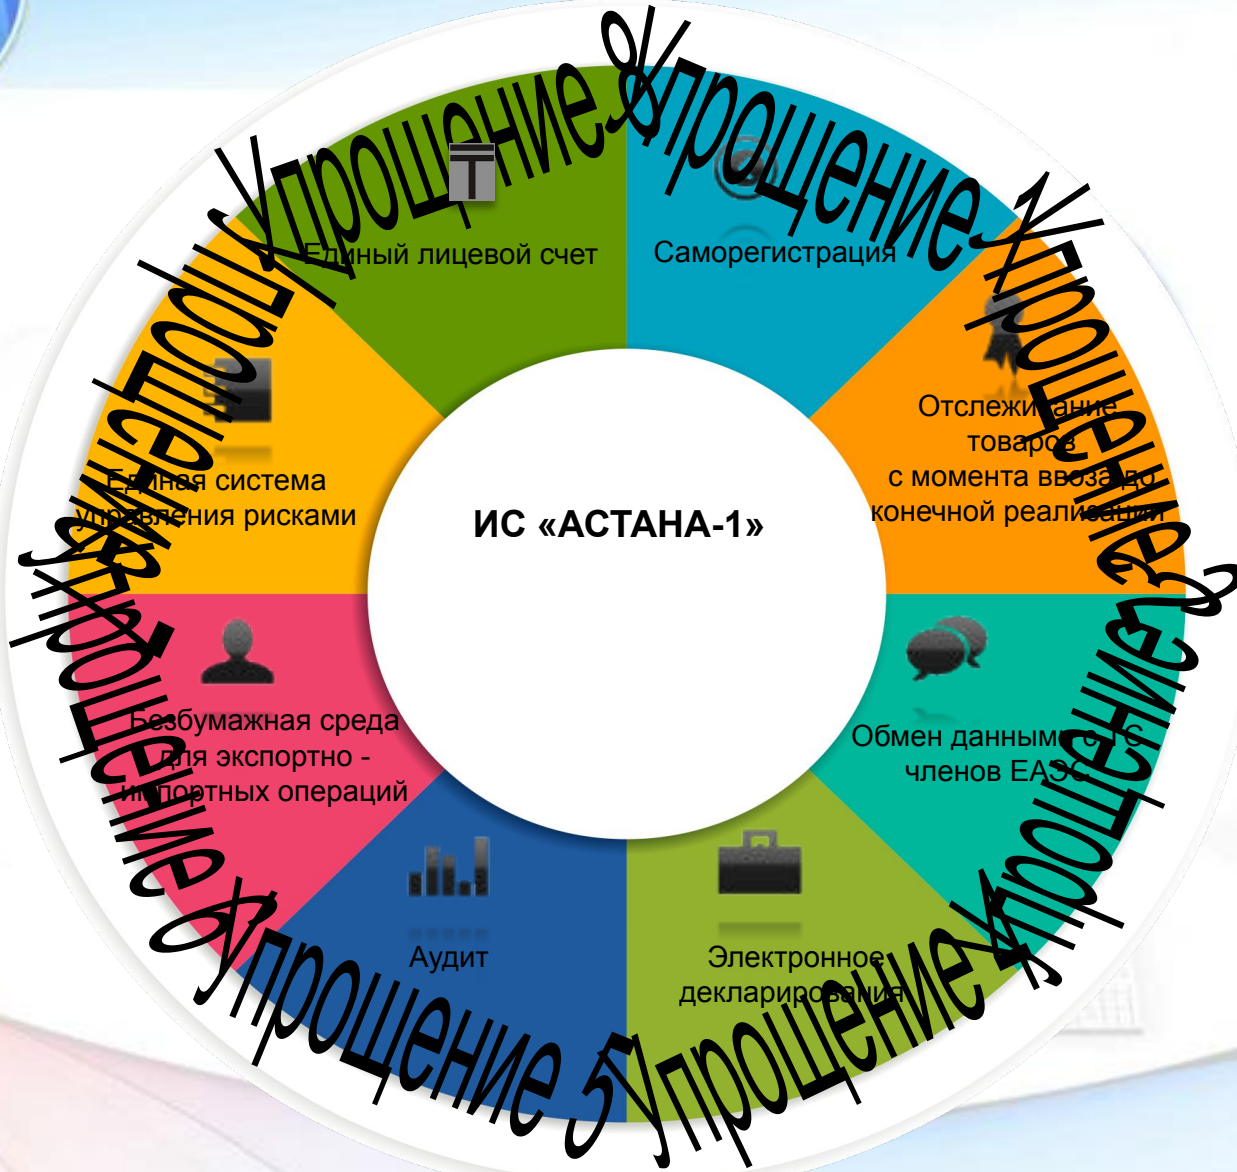 Упрощение 8
Единый лицевой счет
Упрощение 1
Саморегистрация
Упрощение 2
Отслеживание
товаров
с момента ввоза до
конечной реализации
Упрощение 3
Обмен данными с ТС
членов ЕАЭС
Упрощение 4
Электронное
декларирования
Упрощение 5
Аудит
Упрощение 6
Безбумажная среда
для экспортно -
импортных операций
Упрощение 7
Единая система
управления рисками
ИС «АСТАНА-1»